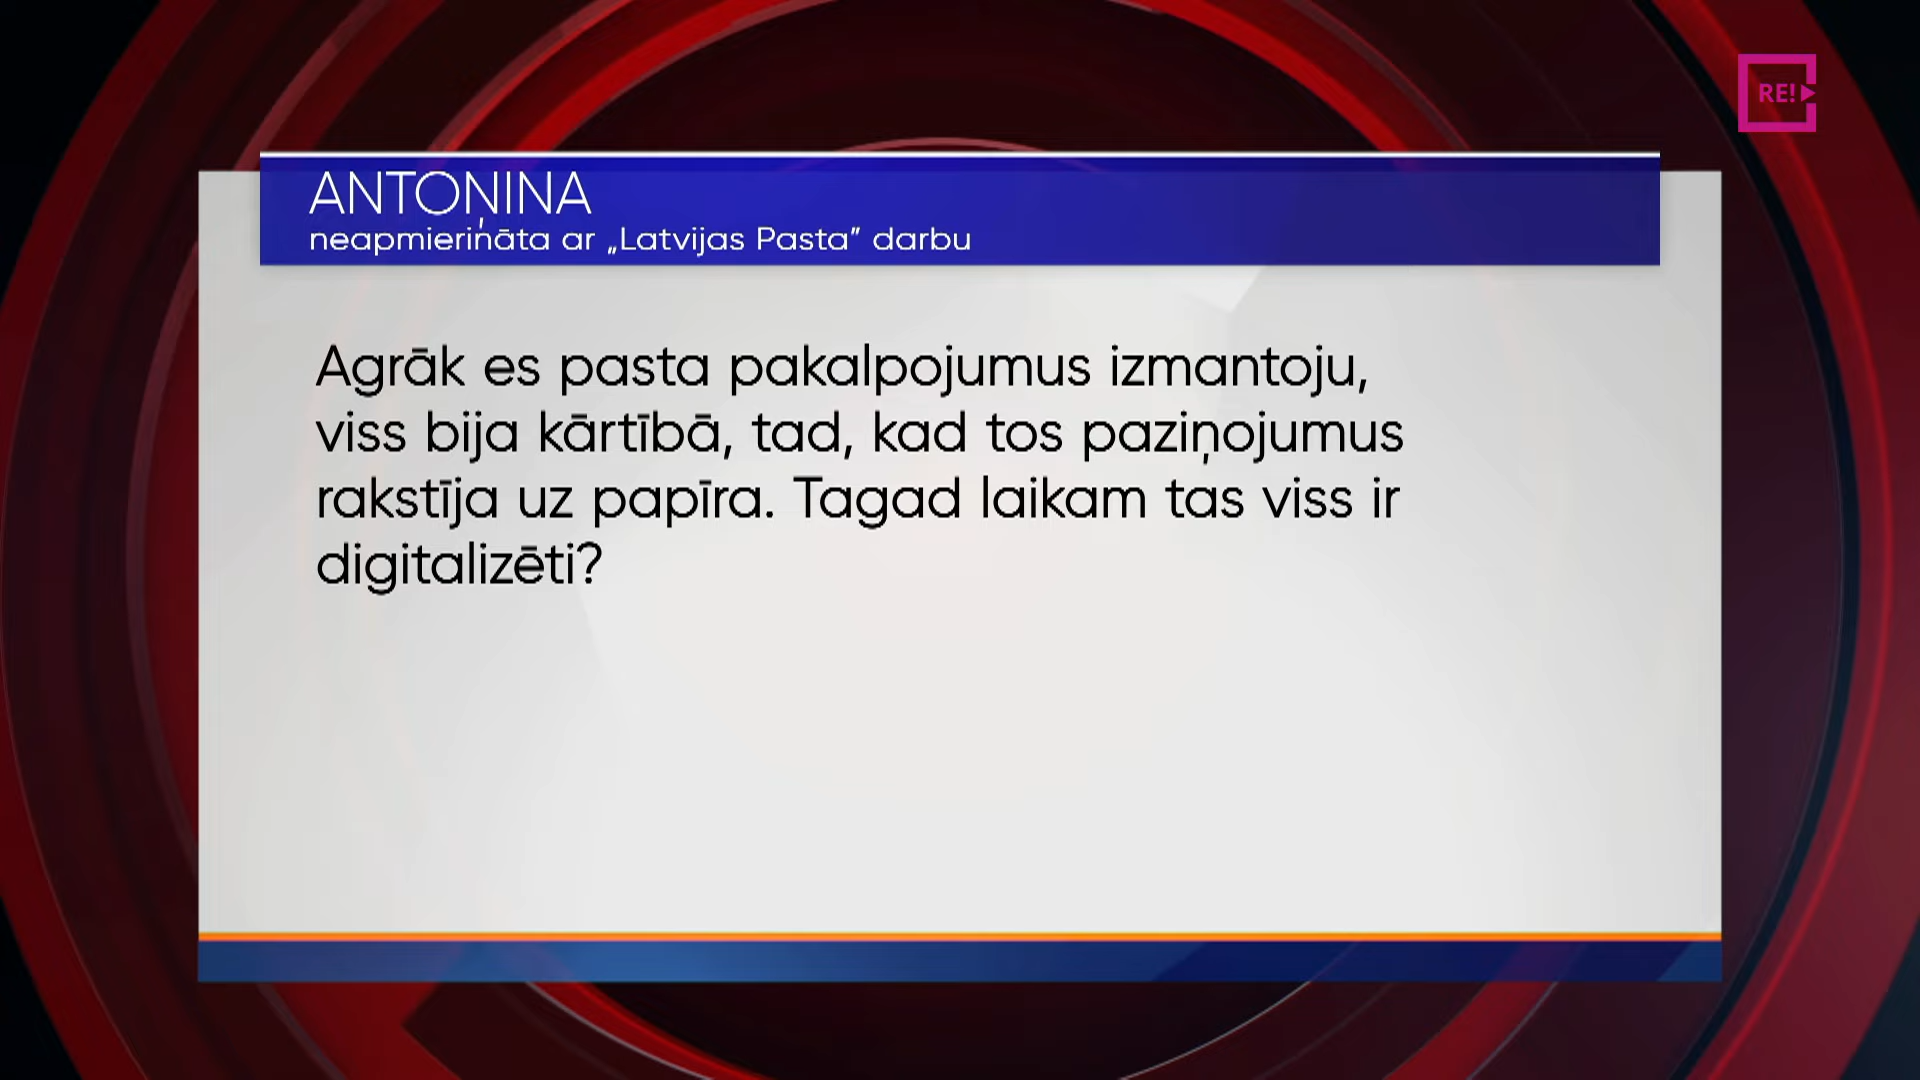 RE!
ANTOŅINA
neapmierināta ar „Latvijas Pasta” darbu
Agrāk es pasta pakalpojumus izmantoju,
viss bija kārtībā, tad, kad tos paziņojumus
rakstīja uz papīra. Tagad laikam tas viss ir
digitalizēti?